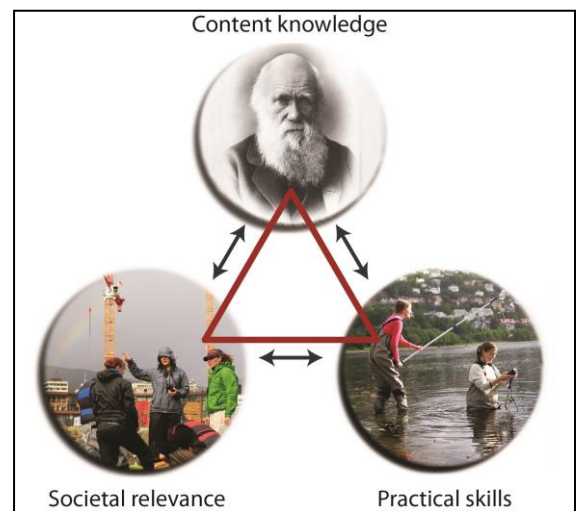 Content knowledge
Societal relevance
Practical skills